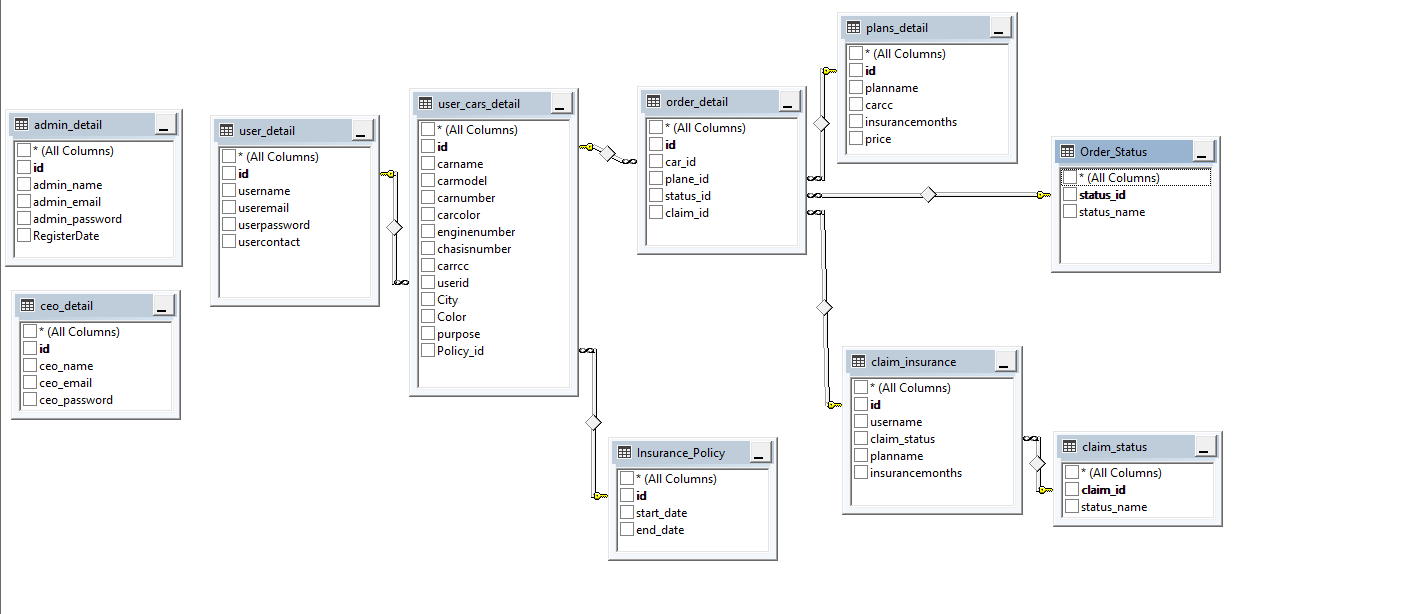 admin_detail
* (All Columns)
id
admin_name
admin_email
admin_password
RegisterDate
ceo_detail
* (All Columns)
id
ceo_name
ceo_email
ceo_password
user_detail
* (All Columns)
id
username
useremail
userpassword
usercontact
user_cars_detail
* (All Columns)
id
carname
carmodel
carnumber
carcolor
enginenumber
chasisnumber
carrcc
userid
City
Color
purpose
Policy_id
order_detail
* (All Columns)
id
car_id
plane_id
status_id
claim_id
Insurance_Policy
* (All Columns)
id
start_date
end_date
plans_detail
* (All Columns)
id
planname
carcc
insurancemonths
price
claim_insurance
* (All Columns)
id
username
claim_status
planname
insurancemonths
Order_Status
* (All Columns)
status_id
status_name
claim_status
* (All Columns)
claim_id
status_name